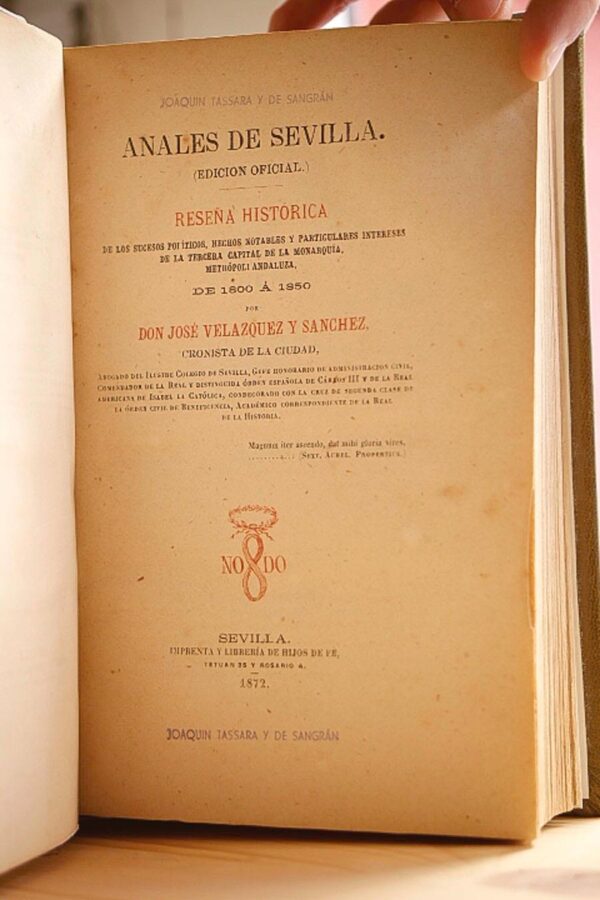 JOAQUIN TASSARA Y DE SANGRÁN
ANALES DE SEVILLA.
(EDICION OFICIAL.)
RESEÑA HISTÓRICA
DE LOS SUCESOS POLÍTICOS, HECHOS NOTABLES Y PARTICULARES INTERESES
DE LA TERCERA CAPITAL DE LA MONARQUÍA,
METRÓPOLI ANDALUZA,
DE 1800 Á 1850
POR
DON JOSÉ VELAZQUEZ Y SANCHEZ,
CRONISTA DE LA CIUDAD,
ABOGADO DEL ILUSTRE COLEGIO DE SEVILLA, GEFE HONORARIO DE ADMINISTRACION CIVIL,
COMENDADOR DE LA REAL Y DISTINGUIDA ÓRDEN ESPAÑOLA DE CÁRLOS III Y DE LA REAL
AMERICANA DE ISABEL LA CATÓLICA, CONDECORADO CON LA CRUZ DE SEGUNDA CLASE DE
LA ÓRDEN CIVIL DE BENEFICENCIA, ACADÉMICO CORRESPONDIENTE DE LA REAL
DE LA HISTORIA.
Magnum iter ascendo, dat mihi gloria vires,
.......... (SEXT. AUREL. PROPERTIUS.)
NO8DO
SEVILLA.
IMPRENTA Y LIBRERÍA DE HIJOS DE FÉ,
TETUAN 35 Y ROSARIO 4.
1872.
JOAQUIN TASSARA Y DE SANGRÁN